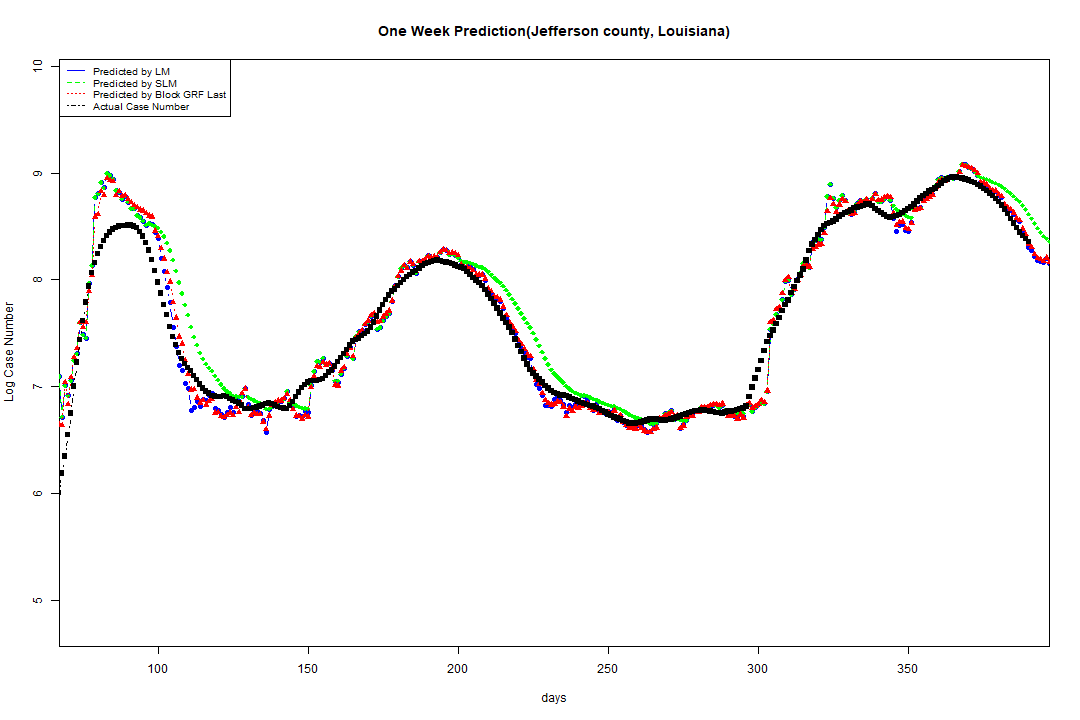 One Week Prediction(Jefferson county, Louisiana)
Predicted by LM
Predicted by SLM
Predicted by Block GRF Last
Actual Case Number
10
9
8
7
6
5
Log Case Number
100 150 200 250 300 350
days